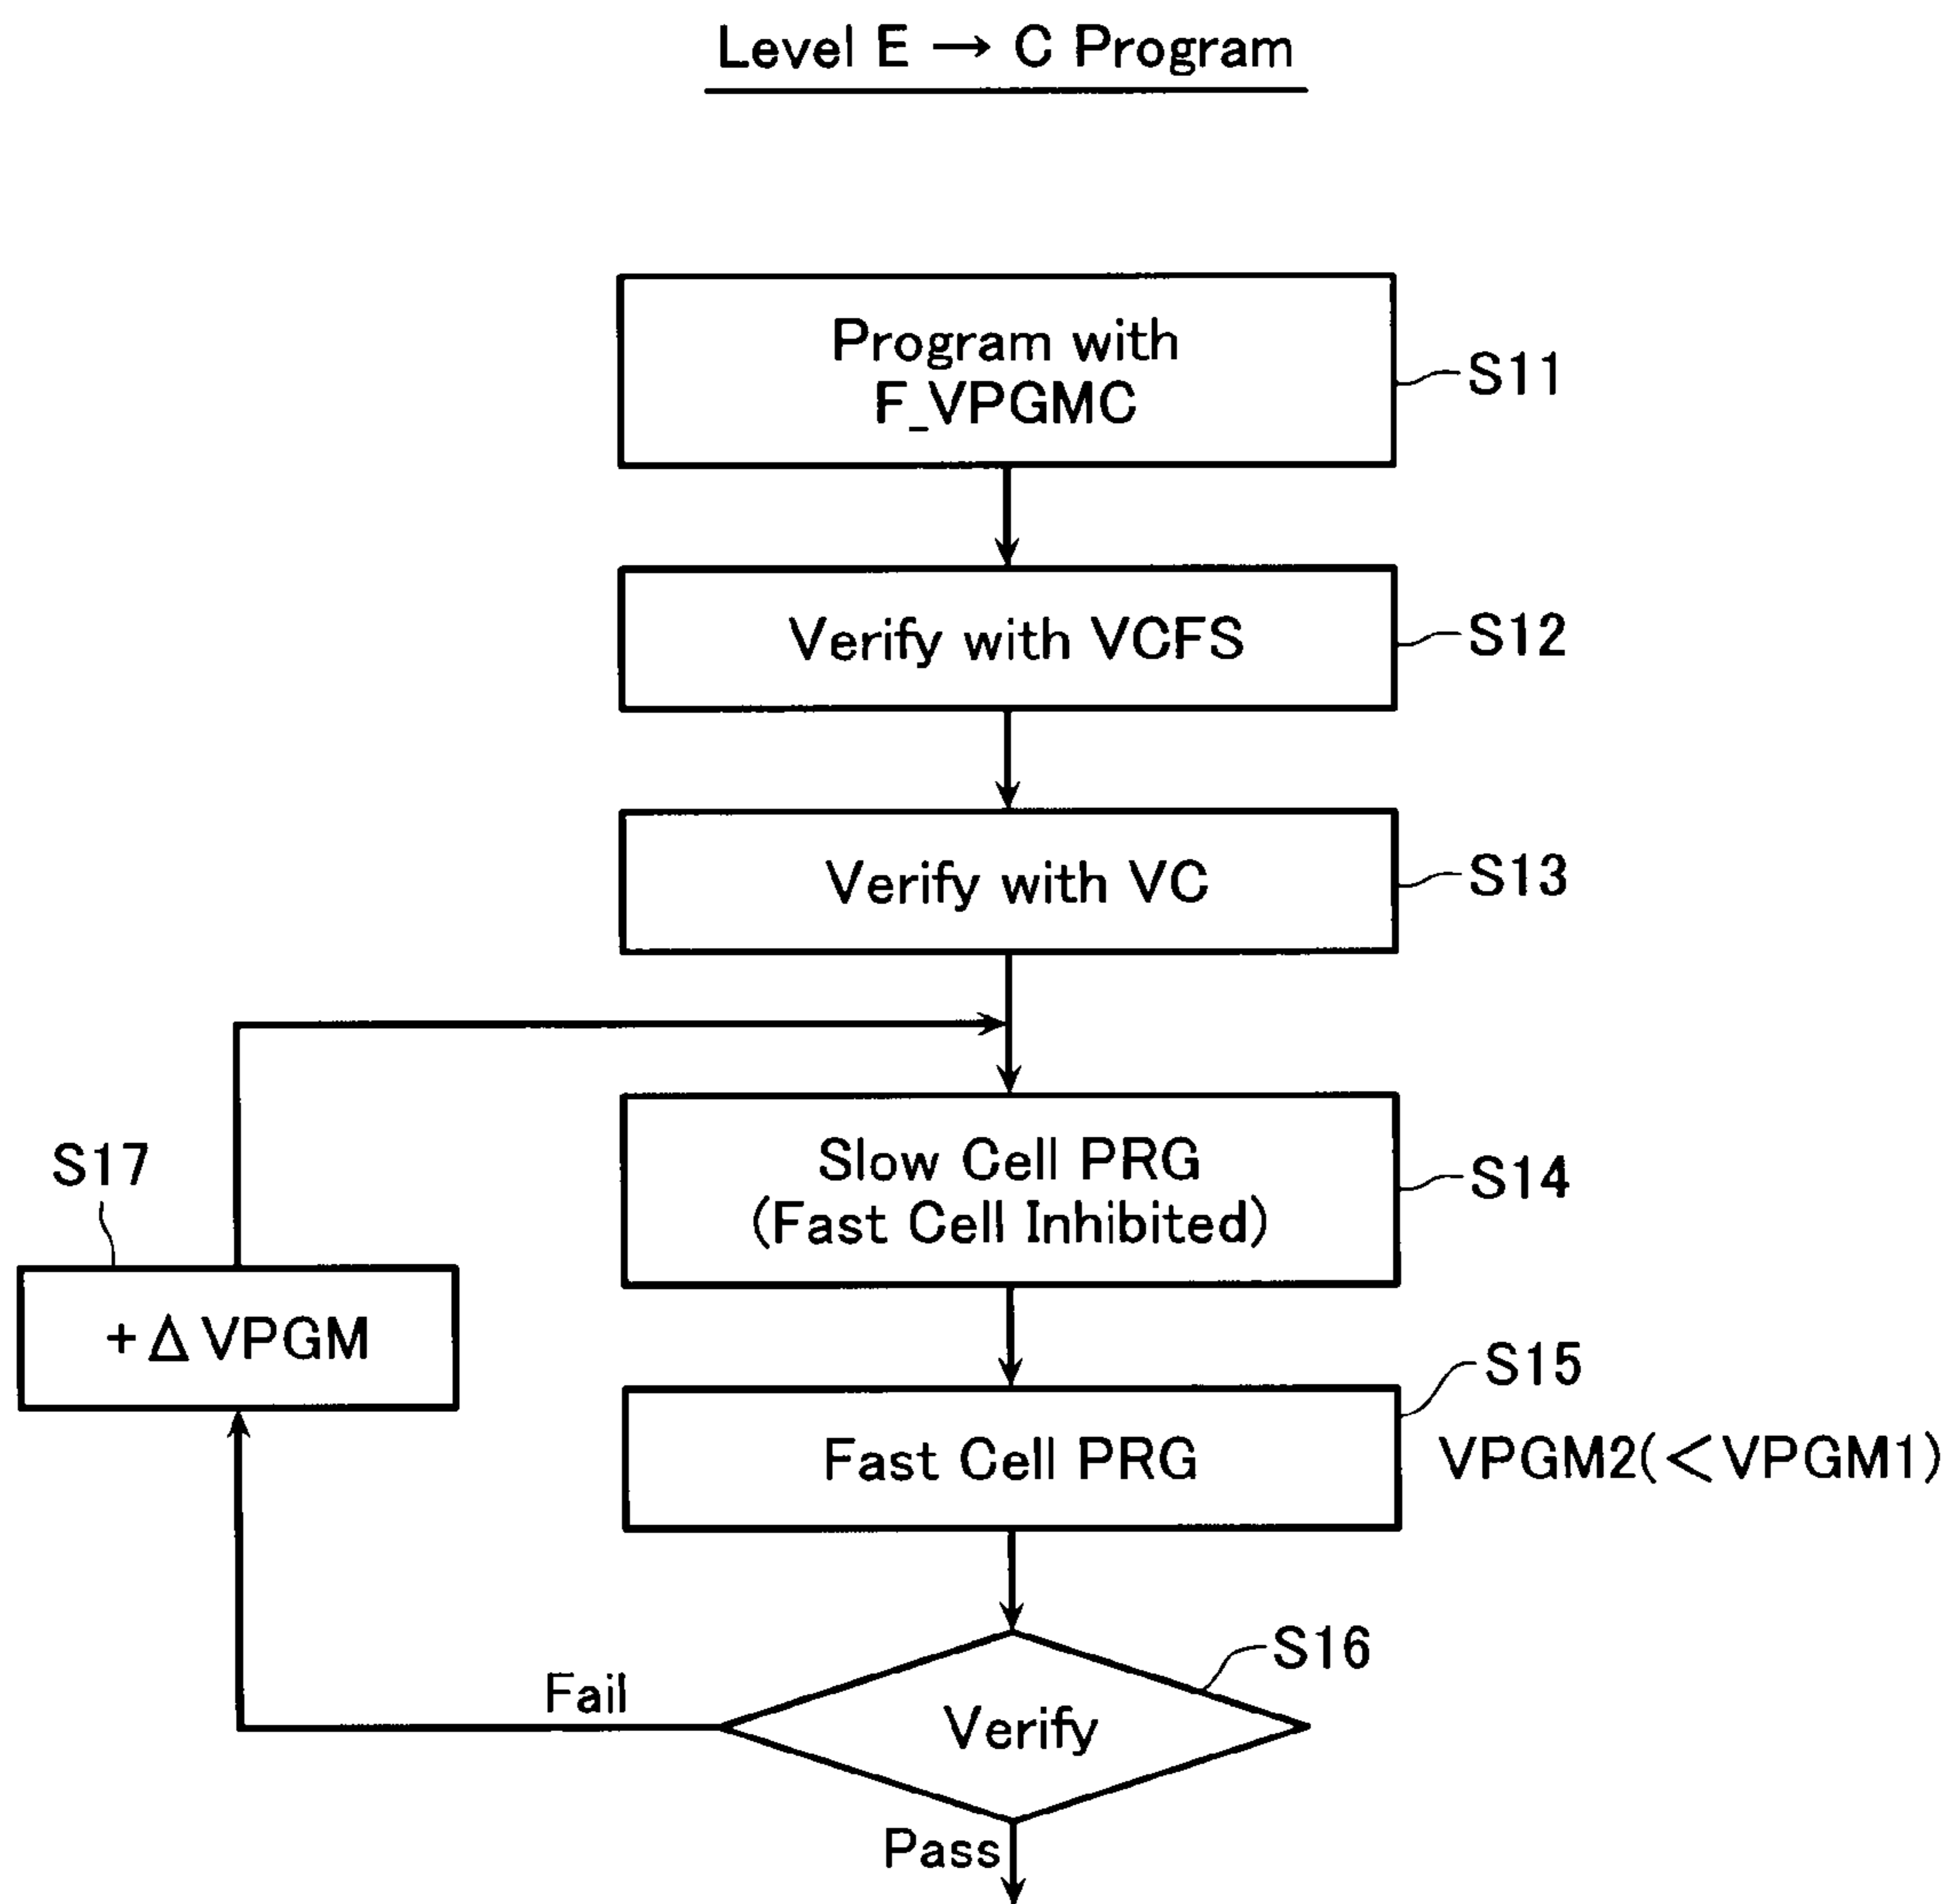 Level E → C Program
Program with
F_VPGMC
S11
Verify with VCFS
S12
Verify with VC
S13
Slow Cell PRG
(Fast Cell Inhibited)
S14
S17
+ΔVPGM
Fast Cell PRG
S15
VPGM2(<VPGM1)
S16
Verify
Fail
Pass